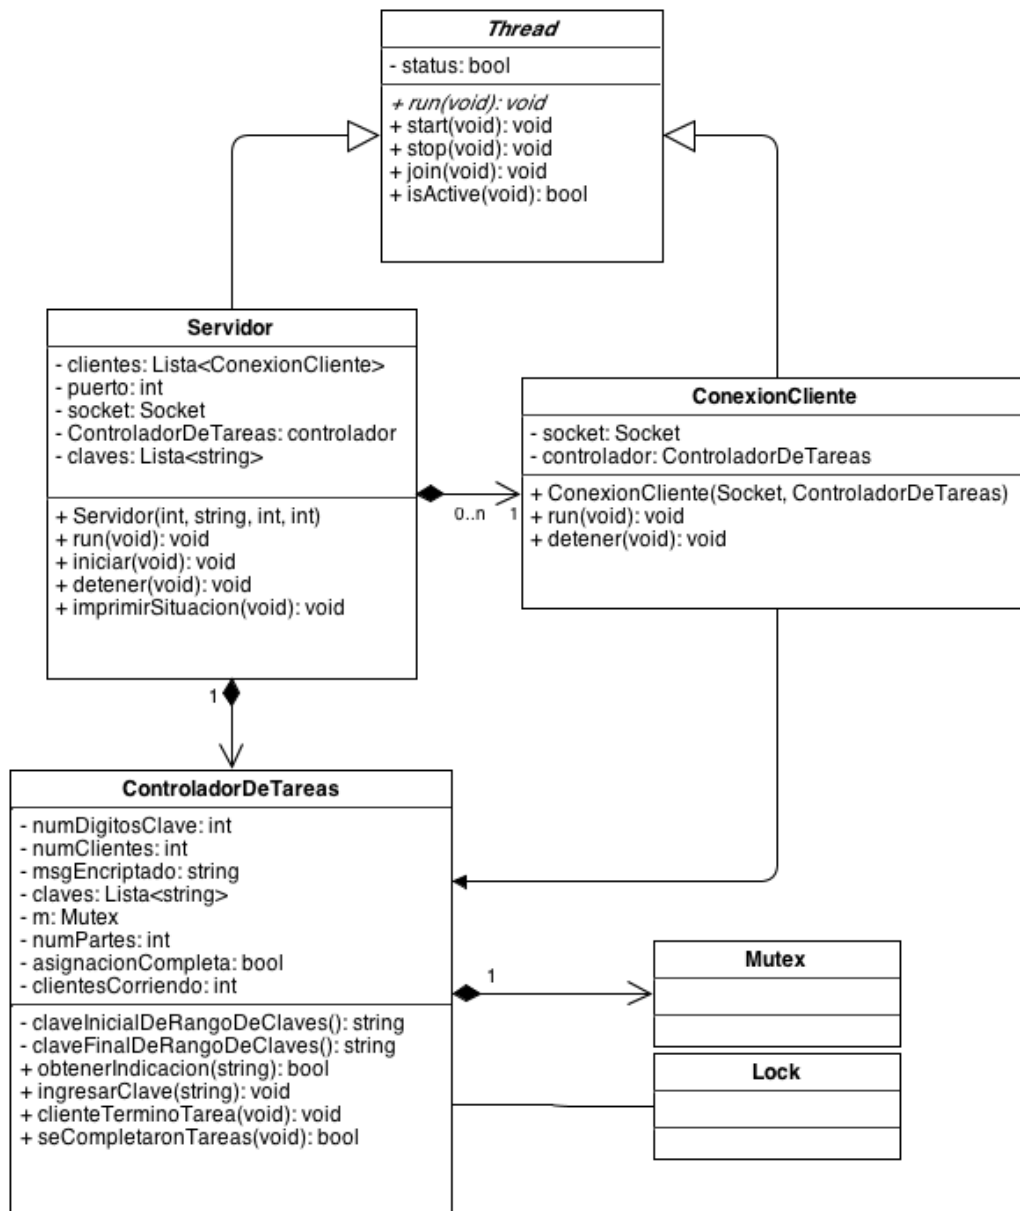 Thread
- status: bool
+ run(void): void
+ start(void): void
+ stop(void): void
+ join(void): void
+ isActive(void): bool
Servidor
- clientes: Lista<ConexionCliente>
- puerto: int
- socket: Socket
- ControladorDeTareas: controlador
- claves: Lista<string>
+ Servidor(int, string, int, int)
+ run(void): void
+ iniciar(void): void
+ detener(void): void
+ imprimirSituacion(void): void
0..n
1
ConexionCliente
- socket: Socket
- controlador: ControladorDeTareas
+ ConexionCliente(Socket, ControladorDeTareas)
+ run(void): void
+ detener(void): void
1
ControladorDeTareas
- numDigitosClave: int
- numClientes: int
- msgEncriptado: string
- claves: Lista<string>
- m: Mutex
- numPartes: int
- asignacionCompleta: bool
- clientesCorriendo: int
- claveInicialDeRangoDeClaves(): string
- claveFinalDeRangoDeClaves(): string
+ obtenerIndicacion(string): bool
+ ingresarClave(string): void
+ clienteTerminoTarea(void): void
+ seCompletaronTareas(void): bool
1
Mutex
Lock